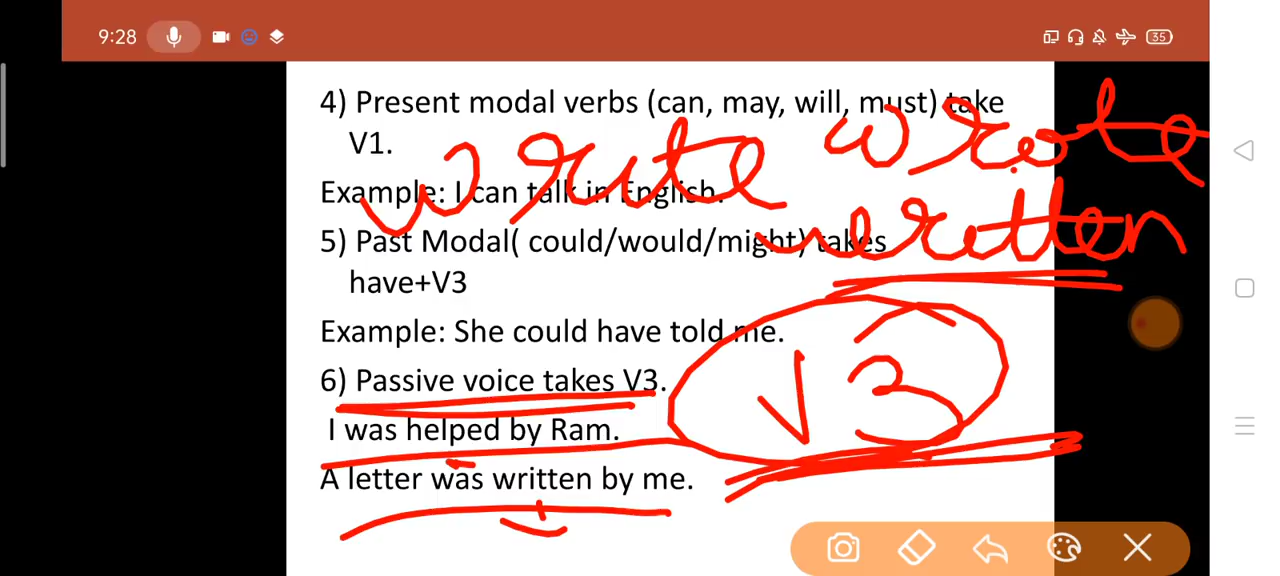 9:28
35
4) Present modal verbs (can, may, will, must) take
V1.
write wrote
Example: I can talk in English.
written
5) Past Modal( could/would/might) takes
have+V3
Example: She could have told me.
6) Passive voice takes V3.
V3
I was helped by Ram.
A letter was written by me.